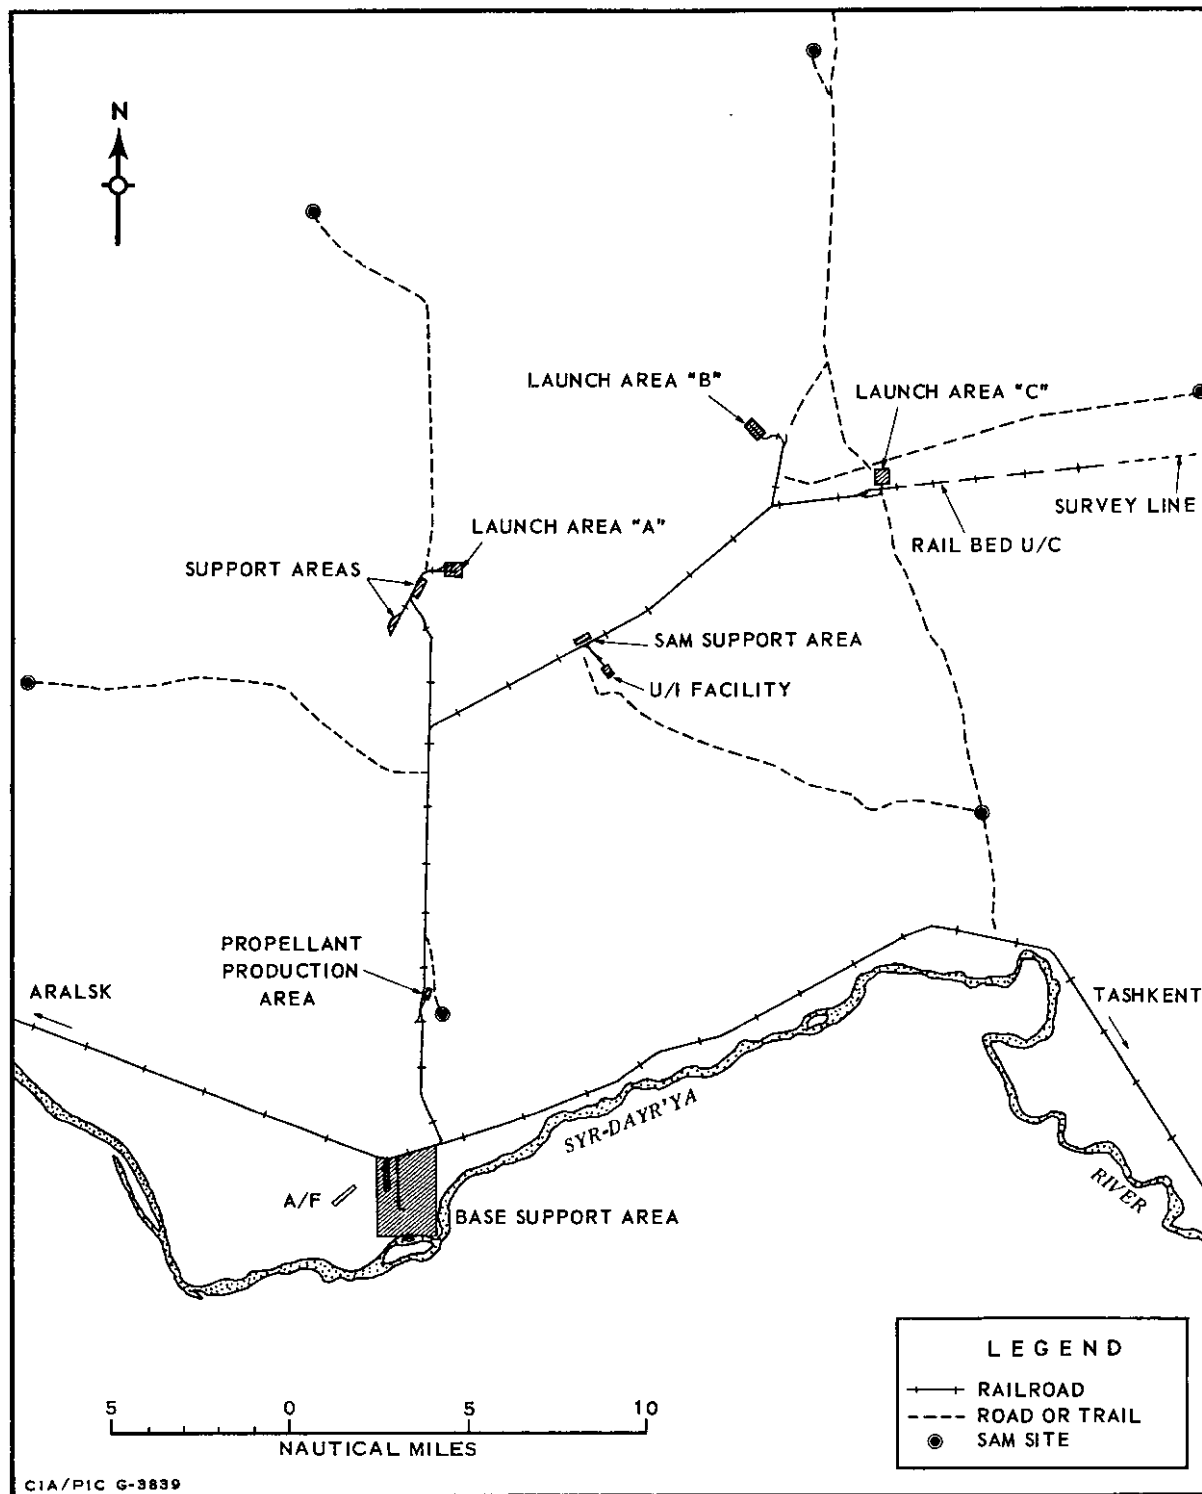 N
LAUNCH AREA "B"
LAUNCH AREA "C"
SURVEY LINE
RAIL BED U/C
LAUNCH AREA "A"
SUPPORT AREAS
SAM SUPPORT AREA
U/I FACILITY
PROPELLANT
PRODUCTION
AREA
ARALSK
TASHKENT
SYR-DAYR'YA
RIVER
A/F
BASE SUPPORT AREA
LEGEND
RAILROAD
ROAD OR TRAIL
SAM SITE
5 0 5 10
NAUTICAL MILES
CIA/PIC G-3839